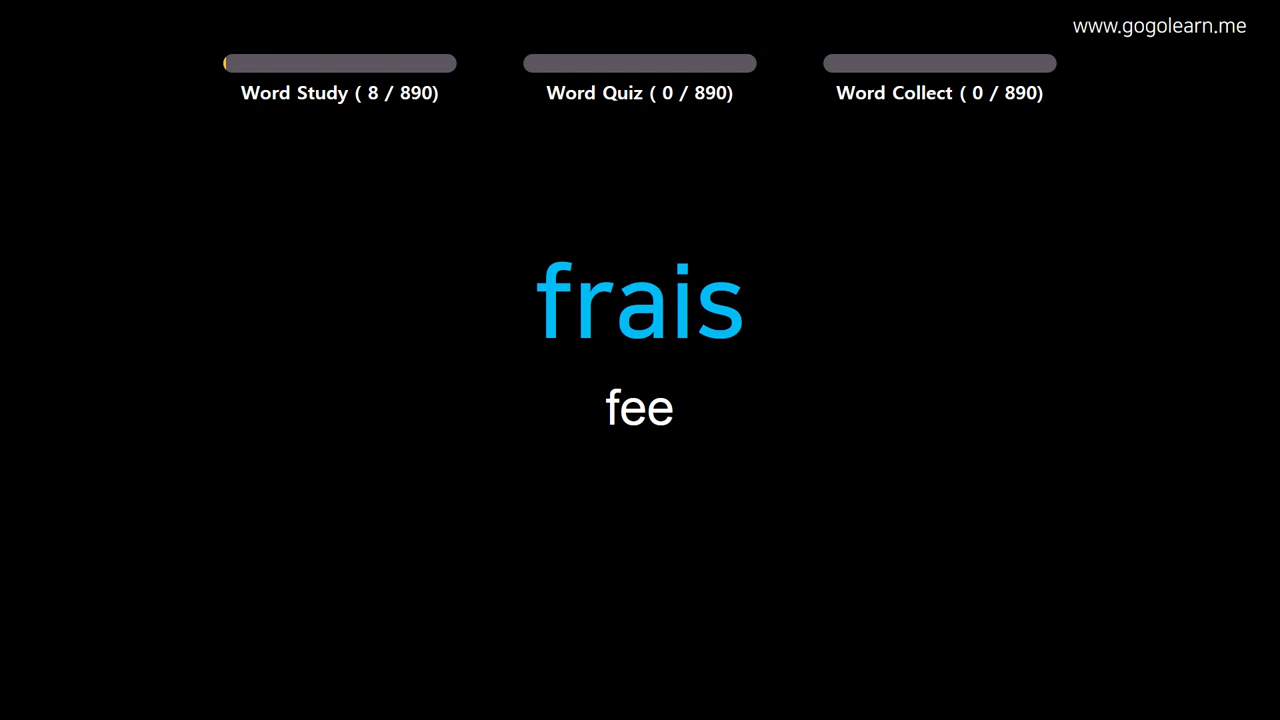 www.gogolearn.me
Word Study ( 8 / 890)
Word Quiz ( 0 / 890)
Word Collect ( 0 / 890)
frais
fee